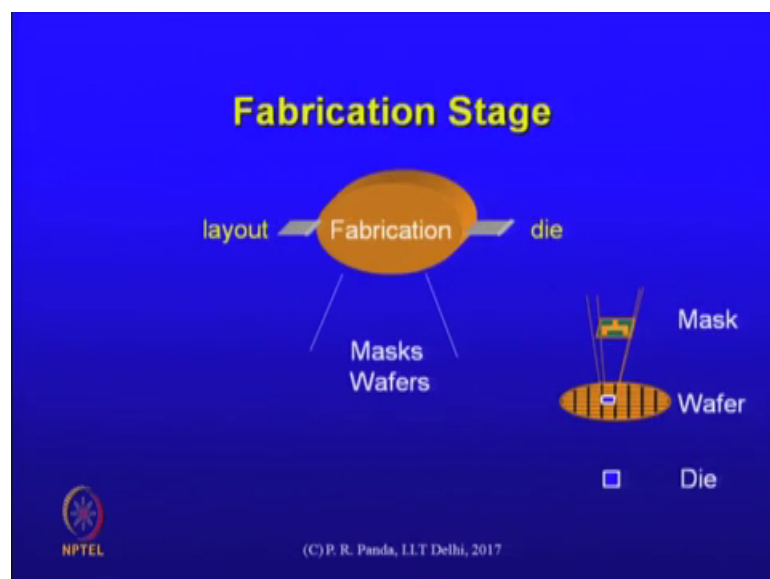 Fabrication Stage
layout
Fabrication
die
Masks
Wafers
Mask
Wafer
Die
NPTEL
(C) P. R. Panda, I.I.T Delhi, 2017